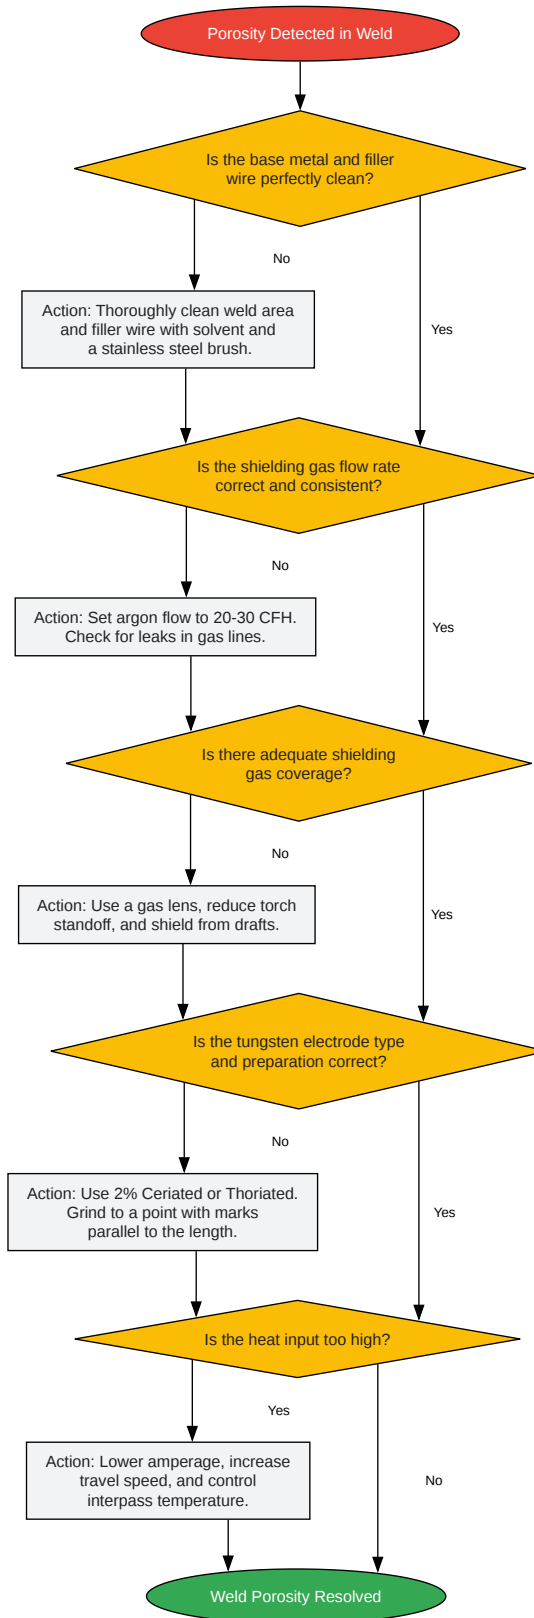 Porosity Detected in Weld
Is the base metal and filler
wire perfectly clean?
No
Action: Thoroughly clean weld area
and filler wire with solvent and
a stainless steel brush.
Yes
Is the shielding gas flow rate
correct and consistent?
No
Action: Set argon flow to 20-30 CFH.
Check for leaks in gas lines.
Yes
Is there adequate shielding
gas coverage?
No
Action: Use a gas lens, reduce torch
standoff, and shield from drafts.
Yes
Is the tungsten electrode type
and preparation correct?
No
Action: Use 2% Ceriated or Thoriated.
Grind to a point with marks
parallel to the length.
Yes
Is the heat input too high?
Yes
Action: Lower amperage, increase
travel speed, and control
interpass temperature.
No
Weld Porosity Resolved